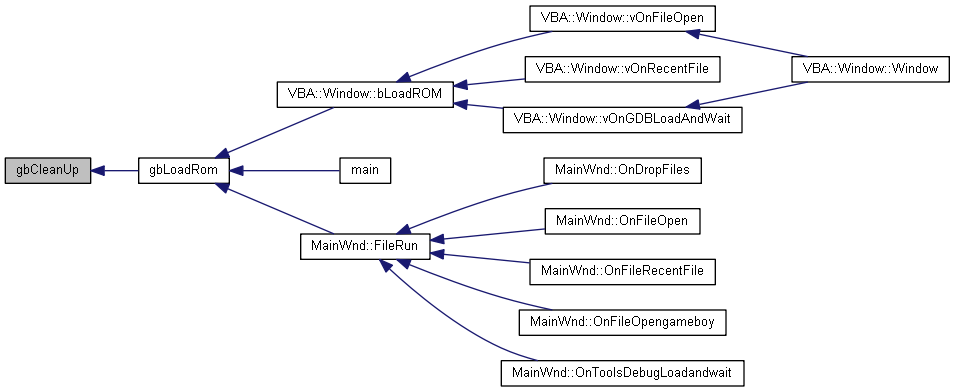 VBA::Window::vOnFileOpen
VBA::Window::vOnRecentFile
VBA::Window::Window
VBA::Window::bLoadROM
VBA::Window::vOnGDBLoadAndWait
gbCleanUp
gbLoadRom
main
MainWnd::OnDropFiles
MainWnd::OnFileOpen
MainWnd::FileRun
MainWnd::OnFileRecentFile
MainWnd::OnFileOpengameboy
MainWnd::OnToolsDebugLoadandwait